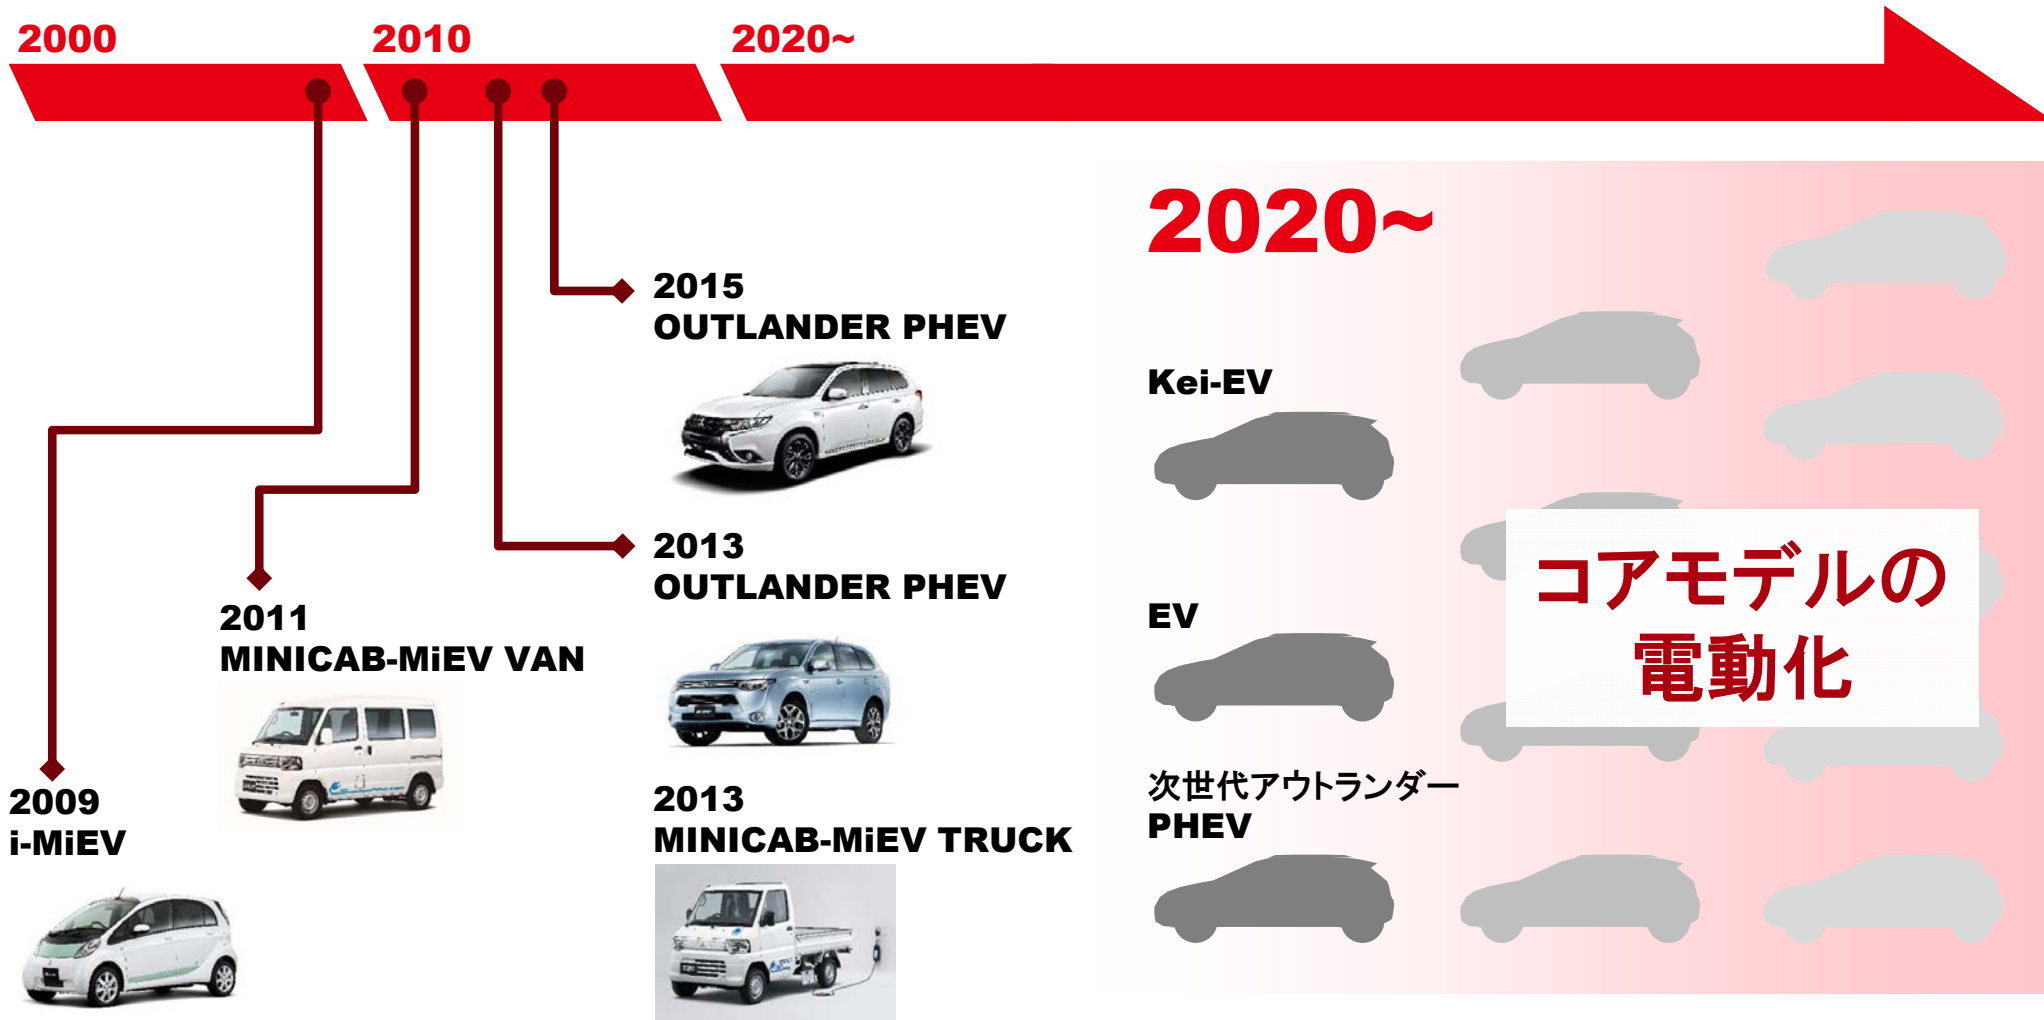 2000
2010
2020~
2020~
2015
OUTLANDER PHEV
Kei-EV
2013
OUTLANDER PHEV
コアモデルの
電動化
2011
MINICAB-MiEV VAN
EV
2013
MINICAB-MiEV TRUCK
次世代アウトランダー
PHEV
2009
i-MiEV